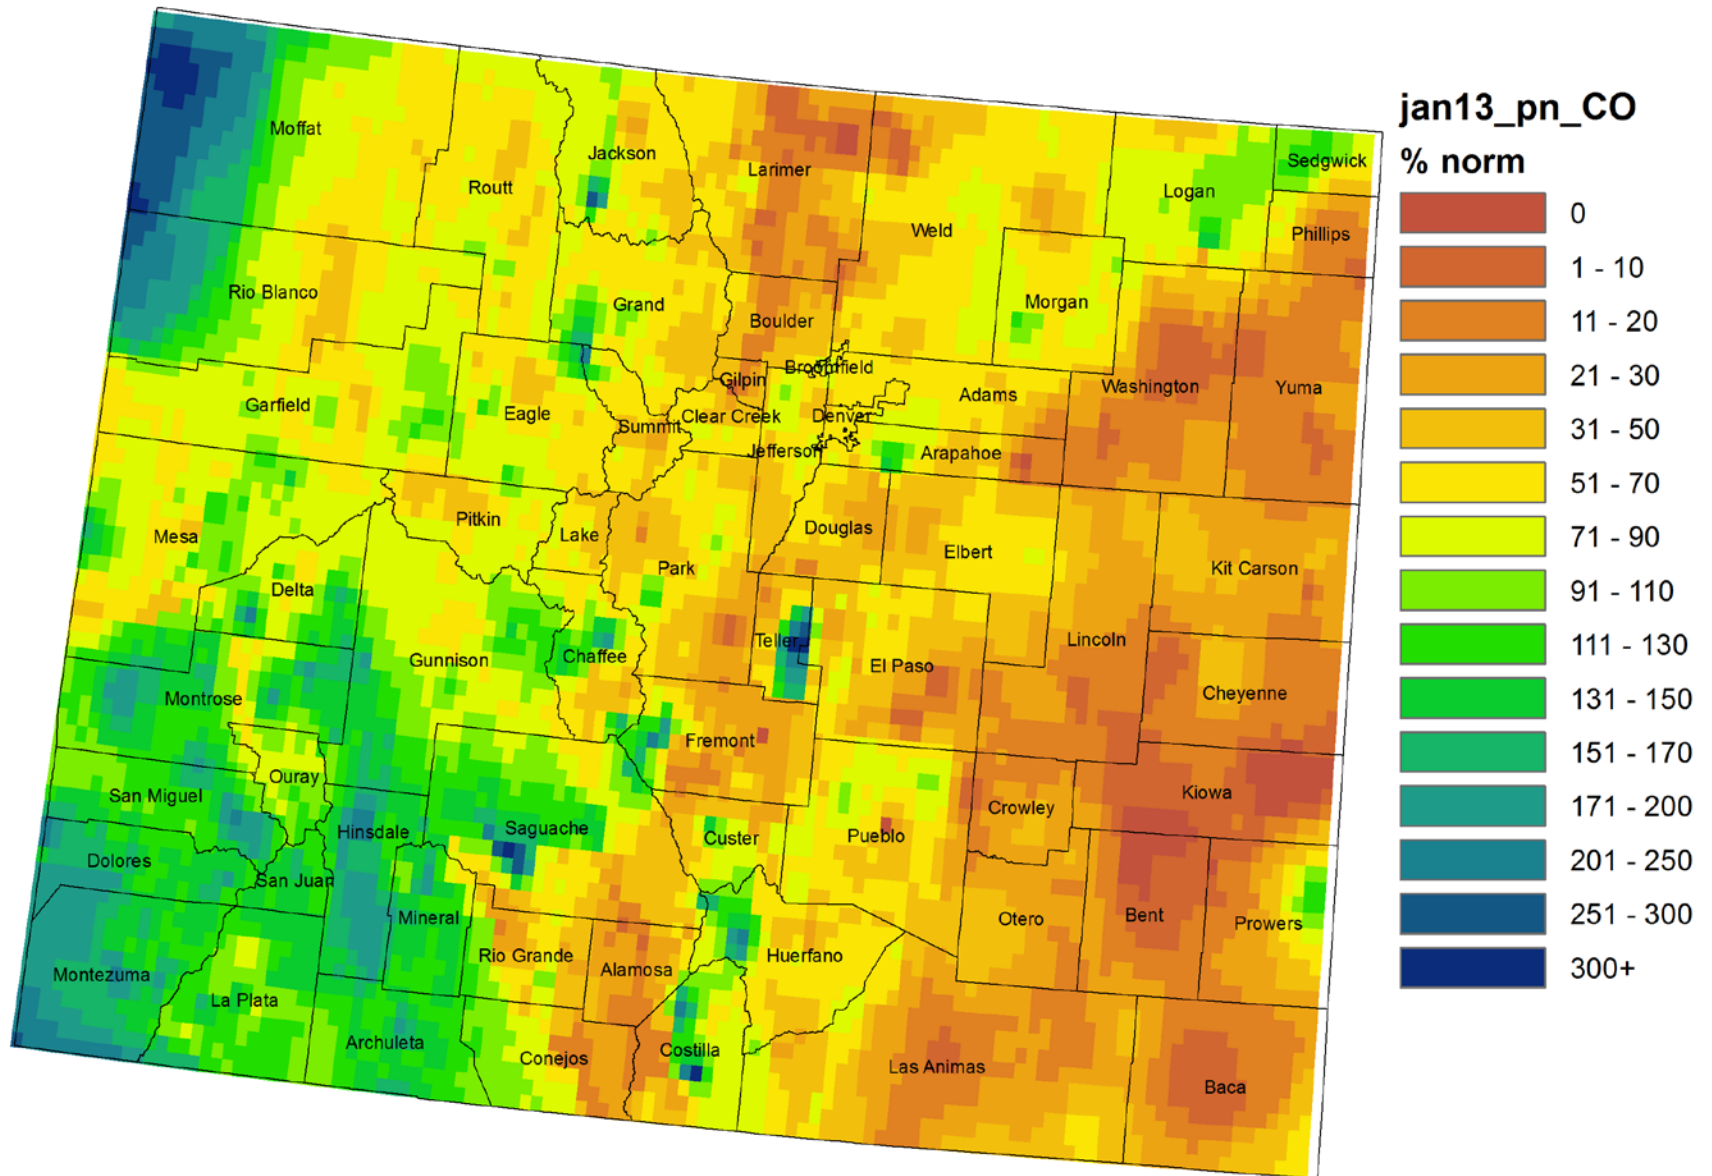 jan13_pn_CO
% norm
0
1 - 10
11 - 20
21 - 30
31 - 50
51 - 70
71 - 90
91 - 110
111 - 130
131 - 150
151 - 170
171 - 200
201 - 250
251 - 300
300+
Moffat
Jackson
Sedgwick
Larimer
Routt
Logan
Weld
Phillips
Rio Blanco
Grand
Morgan
Boulder
Broomfield
Gilpin
Washington
Yuma
Adams
Garfield
Eagle
Clear Creek
Denver
Summit
Jefferson
Arapahoe
Pitkin
Douglas
Lake
Mesa
Elbert
Park
Kit Carson
Delta
Teller
Lincoln
Chaffee
Gunnison
El Paso
Montrose
Cheyenne
Fremont
Ouray
San Miguel
Kiowa
Crowley
Saguache
Hinsdale
Custer
Pueblo
Dolores
San Juan
Mineral
Bent
Otero
Prowers
Rio Grande
Huerfano
Alamosa
Montezuma
La Plata
Archuleta
Costilla
Conejos
Las Animas
Baca